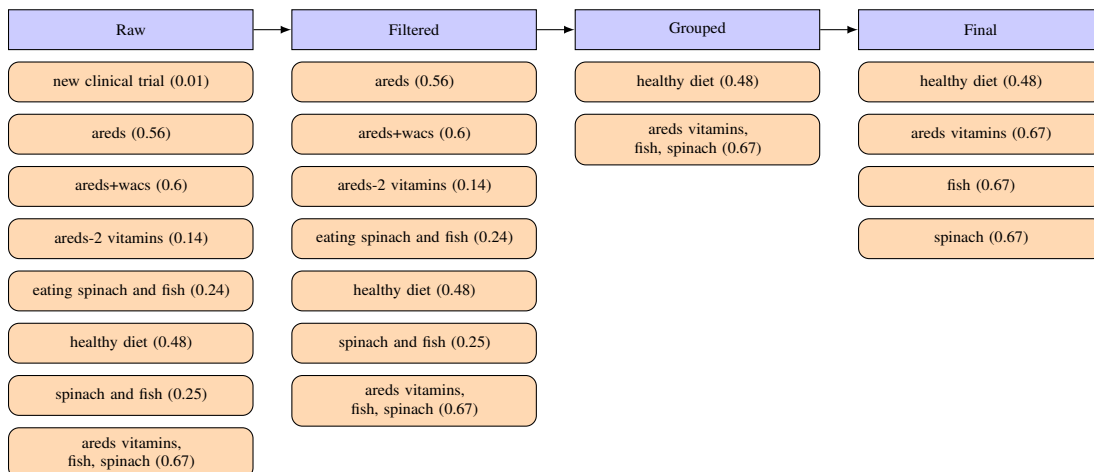 Raw
new clinical trial (0.01)
areds (0.56)
areds+wacs (0.6)
areds-2 vitamins (0.14)
eating spinach and fish (0.24)
healthy diet (0.48)
spinach and fish (0.25)
areds vitamins,
fish, spinach (0.67)
Filtered
areds (0.56)
areds+wacs (0.6)
areds-2 vitamins (0.14)
eating spinach and fish (0.24)
healthy diet (0.48)
spinach and fish (0.25)
areds vitamins,
fish, spinach (0.67)
Grouped
healthy diet (0.48)
areds vitamins,
fish, spinach (0.67)
Final
healthy diet (0.48)
areds vitamins (0.67)
fish (0.67)
spinach (0.67)